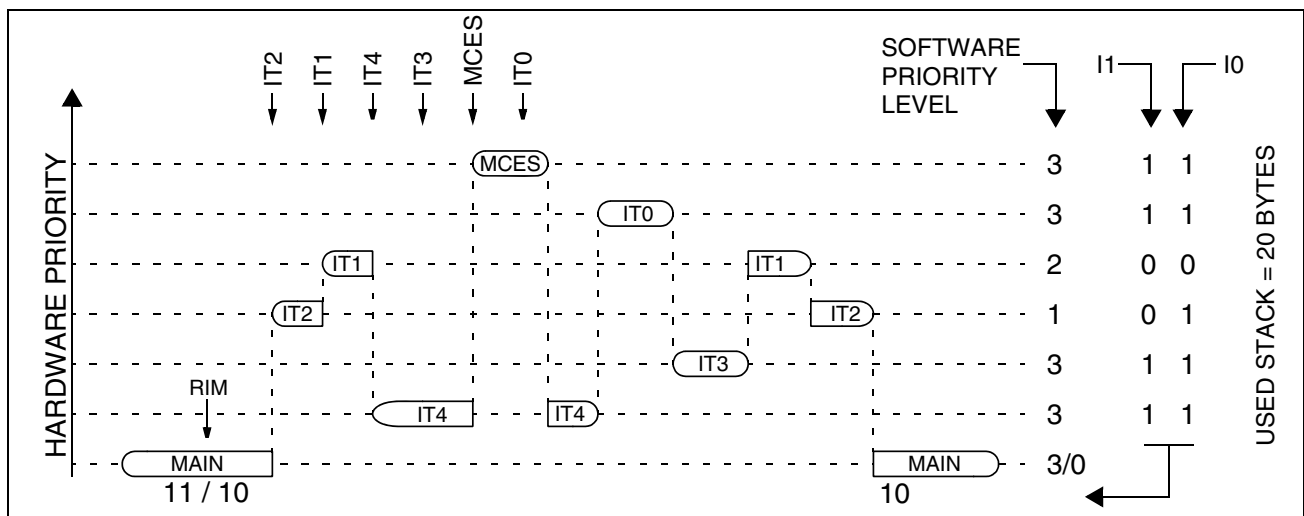 IT2
IT1
IT4
IT3
MCES
IT0
SOFTWARE
PRIORITY
LEVEL
I1
I0
HARDWARE PRIORITY
MCES
3
1 1
IT0
3
1 1
IT1
IT1
2
0 0
IT2
IT2
1
0 1
IT3
3
1 1
RIM
IT4
IT4
3
1 1
MAIN
MAIN
3/0
11 / 10
10
USED STACK = 20 BYTES